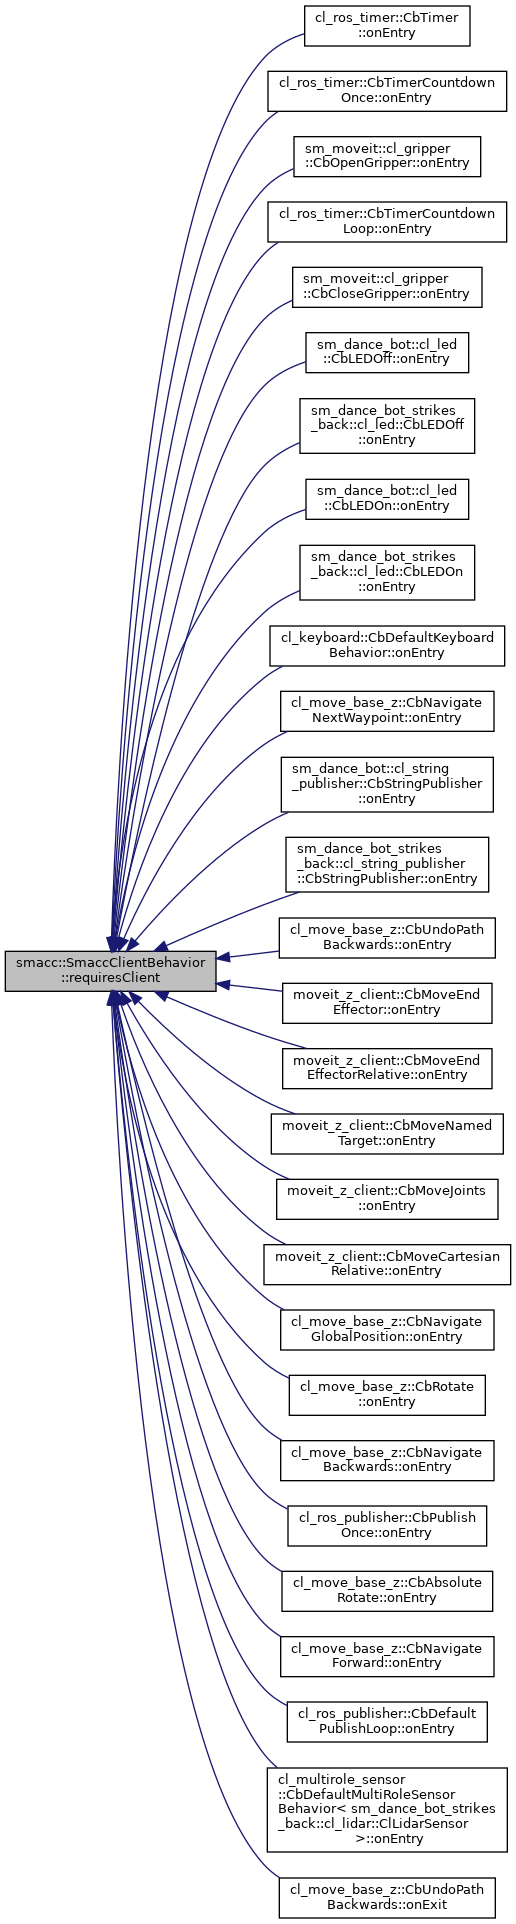 cl_ros_timer::CbTimer
::onEntry
cl_ros_timer::CbTimerCountdown
Once::onEntry
sm_moveit::cl_gripper
::CbOpenGripper::onEntry
cl_ros_timer::CbTimerCountdown
Loop::onEntry
sm_moveit::cl_gripper
::CbCloseGripper::onEntry
sm_dance_bot::cl_led
::CbLEDOff::onEntry
sm_dance_bot_strikes
_back::cl_led::CbLEDOff
::onEntry
sm_dance_bot::cl_led
::CbLEDOn::onEntry
sm_dance_bot_strikes
_back::cl_led::CbLEDOn
::onEntry
cl_keyboard::CbDefaultKeyboard
Behavior::onEntry
cl_move_base_z::CbNavigate
NextWaypoint::onEntry
sm_dance_bot::cl_string
_publisher::CbStringPublisher
::onEntry
sm_dance_bot_strikes
_back::cl_string_publisher
::CbStringPublisher::onEntry
cl_move_base_z::CbUndoPath
Backwards::onEntry
smacc::SmaccClientBehavior
::requiresClient
moveit_z_client::CbMoveEnd
Effector::onEntry
moveit_z_client::CbMoveEnd
EffectorRelative::onEntry
moveit_z_client::CbMoveNamed
Target::onEntry
moveit_z_client::CbMoveJoints
::onEntry
moveit_z_client::CbMoveCartesian
Relative::onEntry
cl_move_base_z::CbNavigate
GlobalPosition::onEntry
cl_move_base_z::CbRotate
::onEntry
cl_move_base_z::CbNavigate
Backwards::onEntry
cl_ros_publisher::CbPublish
Once::onEntry
cl_move_base_z::CbAbsolute
Rotate::onEntry
cl_move_base_z::CbNavigate
Forward::onEntry
cl_ros_publisher::CbDefault
PublishLoop::onEntry
cl_multirole_sensor
::CbDefaultMultiRoleSensor
Behavior< sm_dance_bot_strikes
_back::cl_lidar::ClLidarSensor
>::onEntry
cl_move_base_z::CbUndoPath
Backwards::onExit